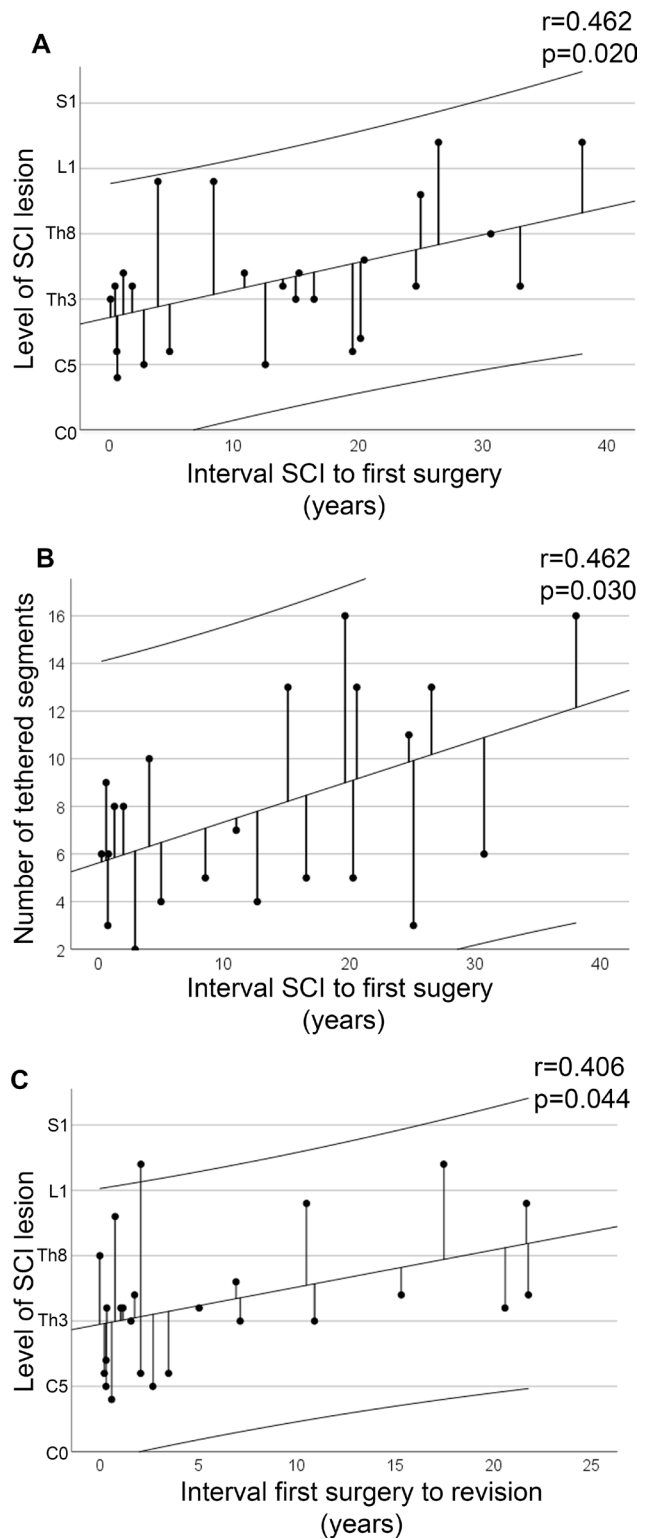 A
r=0.462
p=0.020
Level of SCI lesion
S1
L1
Th8
Th3
C5
C0
0 10 20 30 40
Interval SCI to first surgery
(years)
B
r=0.462
p=0.030
Number of tethered segments
16
14
12
10
8
6
4
2
0 10 20 30 40
Interval SCI to first sugery
(years)
C
r=0.406
p=0.044
Level of SCI lesion
S1
L1
Th8
Th3
C5
C0
0 5 10 15 20 25
Interval first surgery to revision
(years)